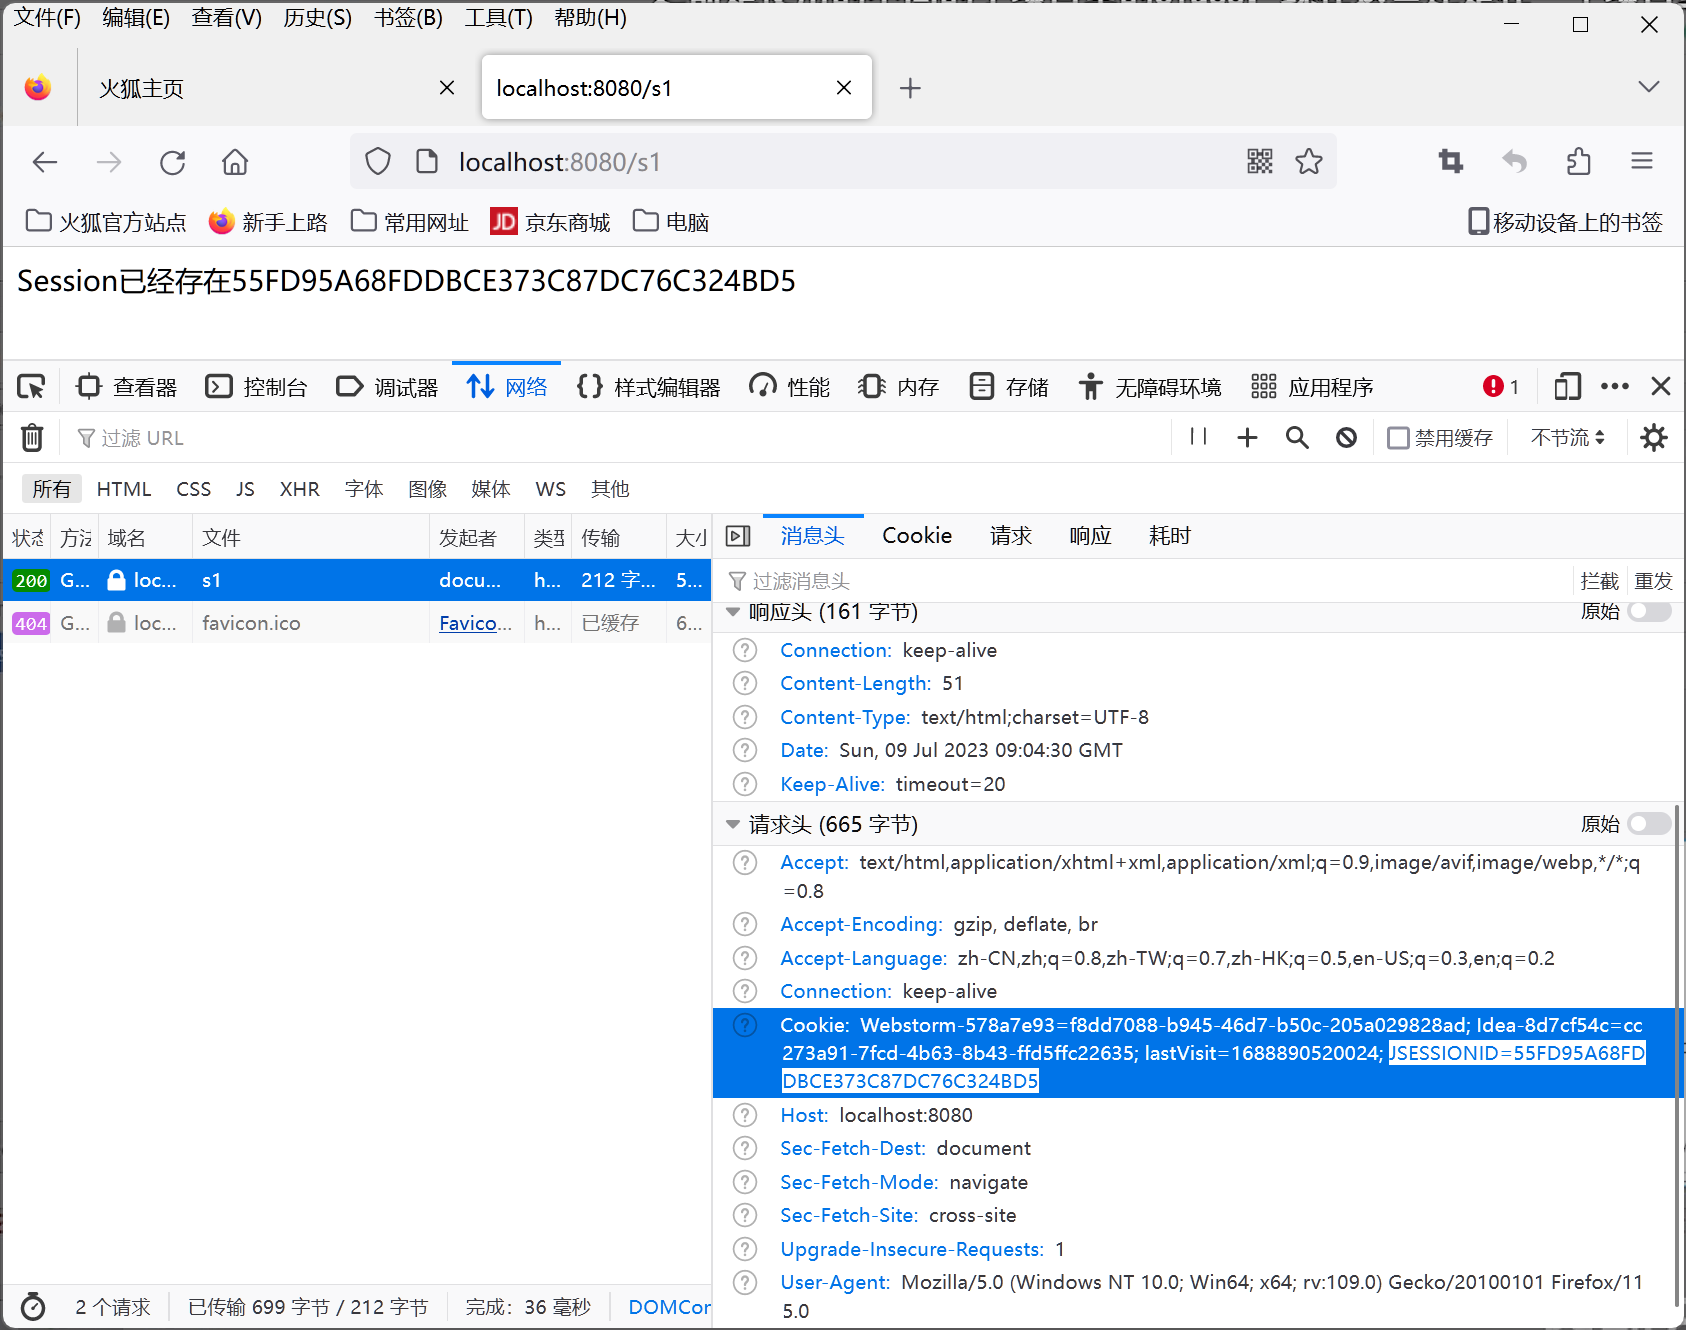 文件(F) 编辑(E) 查看(V) 历史(S) 书签(B) 工具(T) 帮助(H)
火狐主页
localhost:8080/s1
localhost:8080/s1
火狐官方站点 新手上路 常用网址 JD 京东商城 电脑 移动设备上的书签
Session已经存在55FD95A68FDDBCE373C87DC76C324BD5
查看器 控制台 调试器 网络 样式编辑器 性能 内存 存储 无障碍环境 应用程序 1
过滤 URL 禁用缓存 不节流
所有 HTML CSS JS XHR 字体 图像 媒体 WS 其他
状态 方法 域名 文件 发起者 类型 传输 大小
200 G... loc... s1 docu... h... 212 字... 5...
404 G... loc... favicon.ico Favico... h... 已缓存 6...
消息头 Cookie 请求 响应 耗时
过滤消息头 拦截 重发
响应头 (161 字节) 原始
Connection: keep-alive
Content-Length: 51
Content-Type: text/html;charset=UTF-8
Date: Sun, 09 Jul 2023 09:04:30 GMT
Keep-Alive: timeout=20
请求头 (665 字节) 原始
Accept: text/html,application/xhtml+xml,application/xml;q=0.9,image/avif,image/webp,*/*;q
=0.8
Accept-Encoding: gzip, deflate, br
Accept-Language: zh-CN,zh;q=0.8,zh-TW;q=0.7,zh-HK;q=0.5,en-US;q=0.3,en;q=0.2
Connection: keep-alive
Cookie: Webstorm-578a7e93=f8dd7088-b945-46d7-b50c-205a029828ad; Idea-8d7cf54c=cc
273a91-7fcd-4b63-8b43-ffd5ffc22635; lastVisit=1688890520024; JSESSIONID=55FD95A68FD
DBCE373C87DC76C324BD5
Host: localhost:8080
Sec-Fetch-Dest: document
Sec-Fetch-Mode: navigate
Sec-Fetch-Site: cross-site
Upgrade-Insecure-Requests: 1
User-Agent: Mozilla/5.0 (Windows NT 10.0; Win64; x64; rv:109.0) Gecko/20100101 Firefox/11
5.0
2 个请求 已传输 699 字节 / 212 字节 完成：36 毫秒 DOMCor